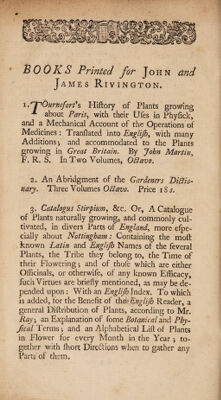 BOOKS Printed for JOHN and
JAMES RIVINGTON.
1. Tournefort's History of Plants growing
about Paris, with their Uses in Physick,
and a Mechanical Account of the Operations of
Medicines: Translated into English, with many
Additions, and accommodated to the Plants
growing in Great Britain. By John Martin,
F. R. S. In Two Volumes, Octavo.
2. An Abridgment of the Gardeners Dictio-
nary. Three Volumes Octavo. Price 18s.
3. Catalogus Stirpium, &c. Or, A Catalogue
of Plants naturally growing, and commonly cul-
tivated, in divers Parts of England, more espe-
cially about Nottingham: Containing the most
known Latin and English Names of the several
Plants, the Tribe they belong to, the Time of
their Flowering; and of those which are either
Officinals, or otherwise, of any known Efficacy,
such Virtues are briefly mentioned, as may be de-
pended upon: With an English Index. To which
is added, for the Benefit of the English Reader, a
general Distribution of Plants, according to Mr.
Ray; an Explanation of some Botanical and Phy-
sical Terms; and an Alphabetical List of Plants
in Flower for every Month in the Year; to-
gether with short Directions when to gather any
Parts of them.